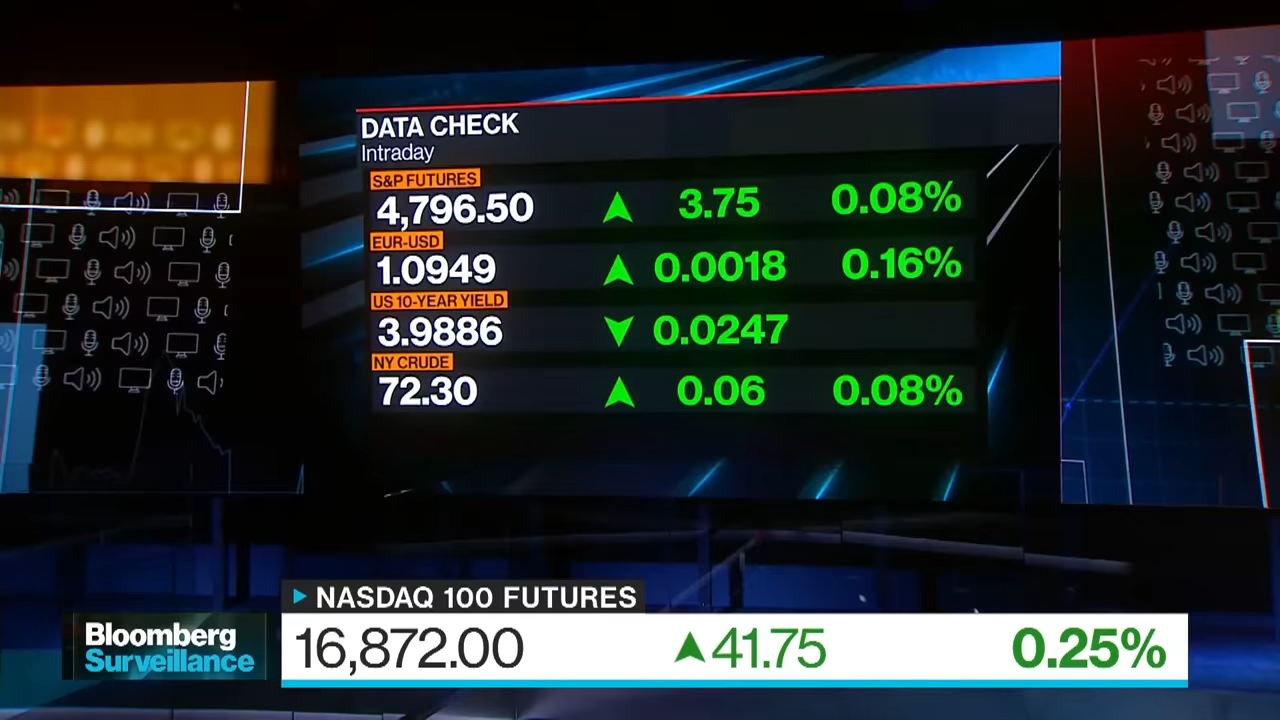 DATA CHECK
Intraday
S&P FUTURES
4,796.50 ▲ 3.75 0.08%
EUR-USD
1.0949 ▲ 0.0018 0.16%
US 10-YEAR YIELD
3.9886 ▼ 0.0247
NY CRUDE
72.30 ▲ 0.06 0.08%
NASDAQ 100 FUTURES
Bloomberg
Surveillance
16,872.00 ▲ 41.75 0.25%